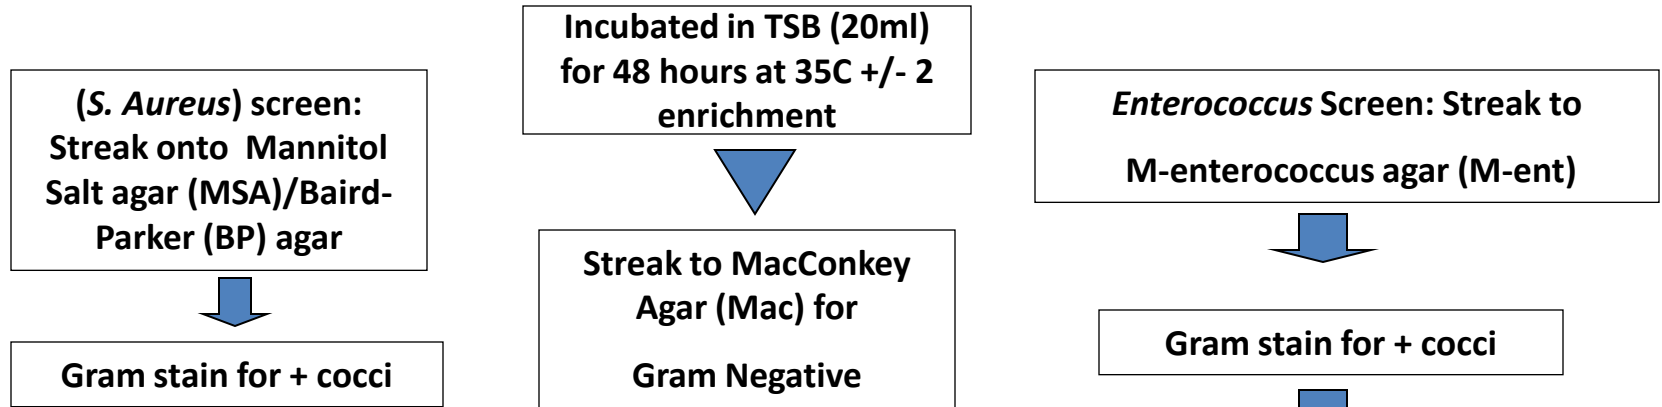 Incubated in TSB (20ml)
for 48 hours at 35C +/- 2
enrichment
(S. Aureus) screen:
Streak onto  Mannitol
Salt agar (MSA)/Baird-
Parker (BP) agar
Gram stain for + cocci
Streak to MacConkey
Agar (Mac) for
Gram Negative
Enterococcus Screen: Streak to
M-enterococcus agar (M-ent)
Gram stain for + cocci